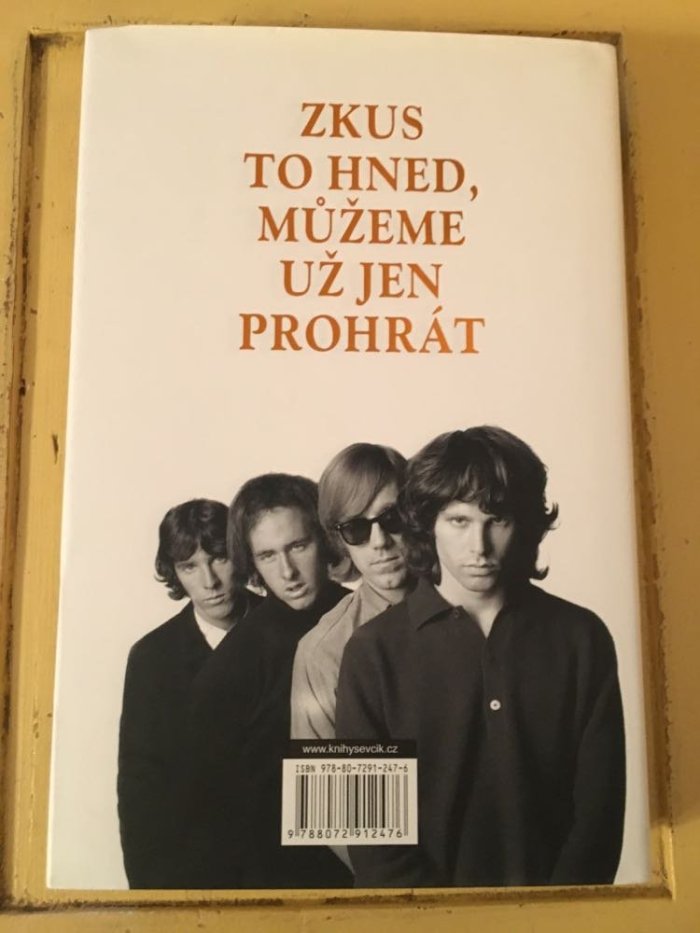 ZKUS
TO HNED,
MŮŽEME
UŽ JEN
PROHRÁT
www.knihysevcik.cz
ISBN 978-80-7291-247-6
9 788072 912476